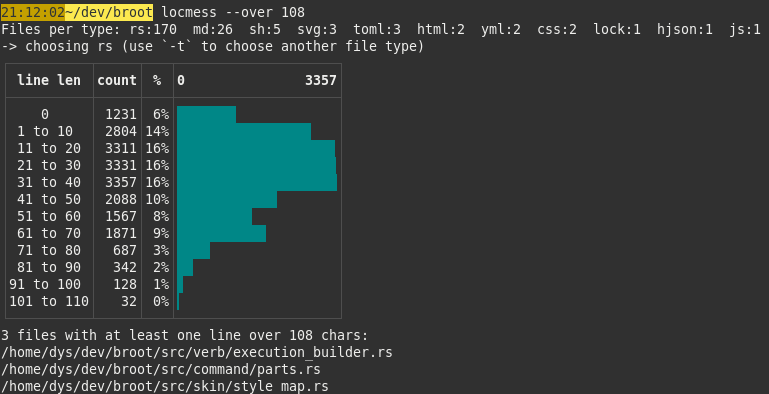 21:12:02~/dev/broot locmess --over 108
Files per type: rs:170 md:26 sh:5 svg:3 toml:3 html:2 yml:2 css:2 lock:1 hjson:1 js:1
-> choosing rs (use `-t` to choose another file type)
line len count % 0 3357
0 1231 6%
1 to 10 2804 14%
11 to 20 3311 16%
21 to 30 3331 16%
31 to 40 3357 16%
41 to 50 2088 10%
51 to 60 1567 8%
61 to 70 1871 9%
71 to 80 687 3%
81 to 90 342 2%
91 to 100 128 1%
101 to 110 32 0%
3 files with at least one line over 108 chars:
/home/dys/dev/broot/src/verb/execution_builder.rs
/home/dys/dev/broot/src/command/parts.rs
/home/dys/dev/broot/src/skin/style_map.rs